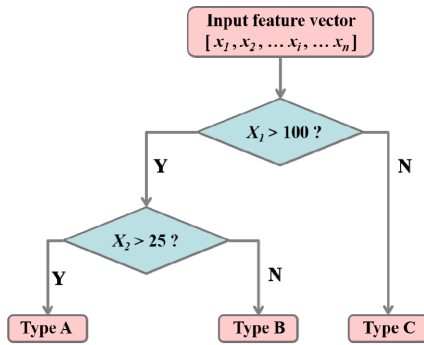 Input feature vector
[ x1 , x2 , ... xi , ... xn ]
X1 > 100 ?
Y
N
X2 > 25 ?
Y
N
Type A
Type B
Type C